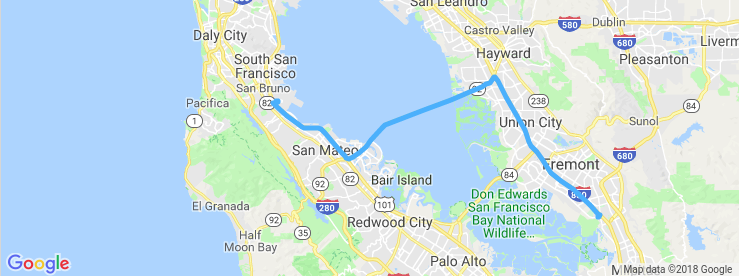 San Leandro
Castro Valley
580
Dublin
Daly City
Hayward
680
Liverm
South San
Francisco
Pleasanton
San Bruno
82
92
Pacifica
1
238
84
Union City
Sunol
San Mateo
Fremont
680
92
82
Bair Island
84
880
Don Edwards
San Francisco
Bay National
Wildlife...
El Granada
280
101
Redwood City
Half
Moon Bay
35
Palo Alto
Google
M
Map data ©2018 Google